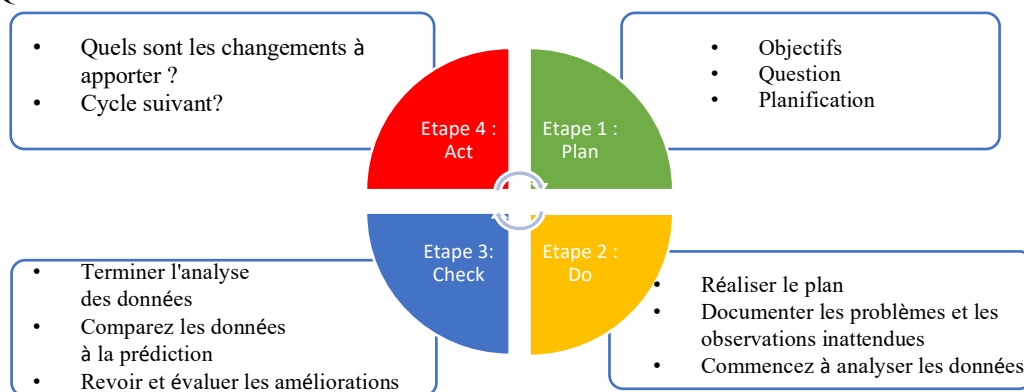 • Quels sont les changements à
apporter ?
• Cycle suivant?
• Objectifs
• Question
• Planification
Etape 4 :
Act
Etape 1 :
Plan
Etape 3:
Check
Etape 2 :
Do
• Terminer l'analyse
des données
• Comparez les données
à la prédiction
• Revoir et évaluer les améliorations
• Réaliser le plan
• Documenter les problèmes et les
observations inattendues
• Commencez à analyser les données